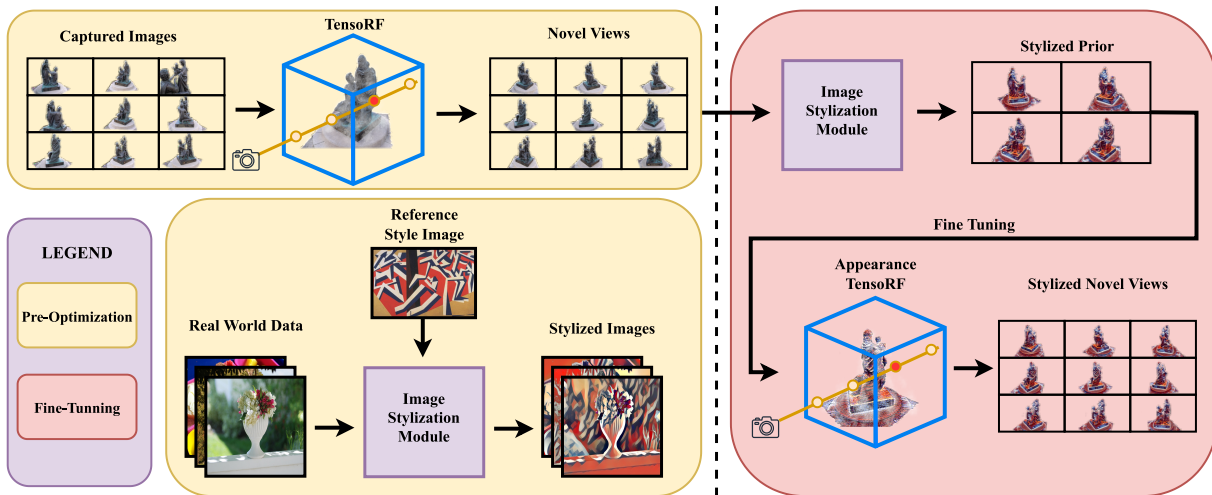 Captured Images
TensoRF
Novel Views
Image
Stylization
Module
Stylized Prior
LEGEND
Pre-Optimization
Fine-Tunning
Reference
Style Image
Real World Data
Image
Stylization
Module
Stylized Images
Fine Tuning
Appearance
TensoRF
Stylized Novel Views